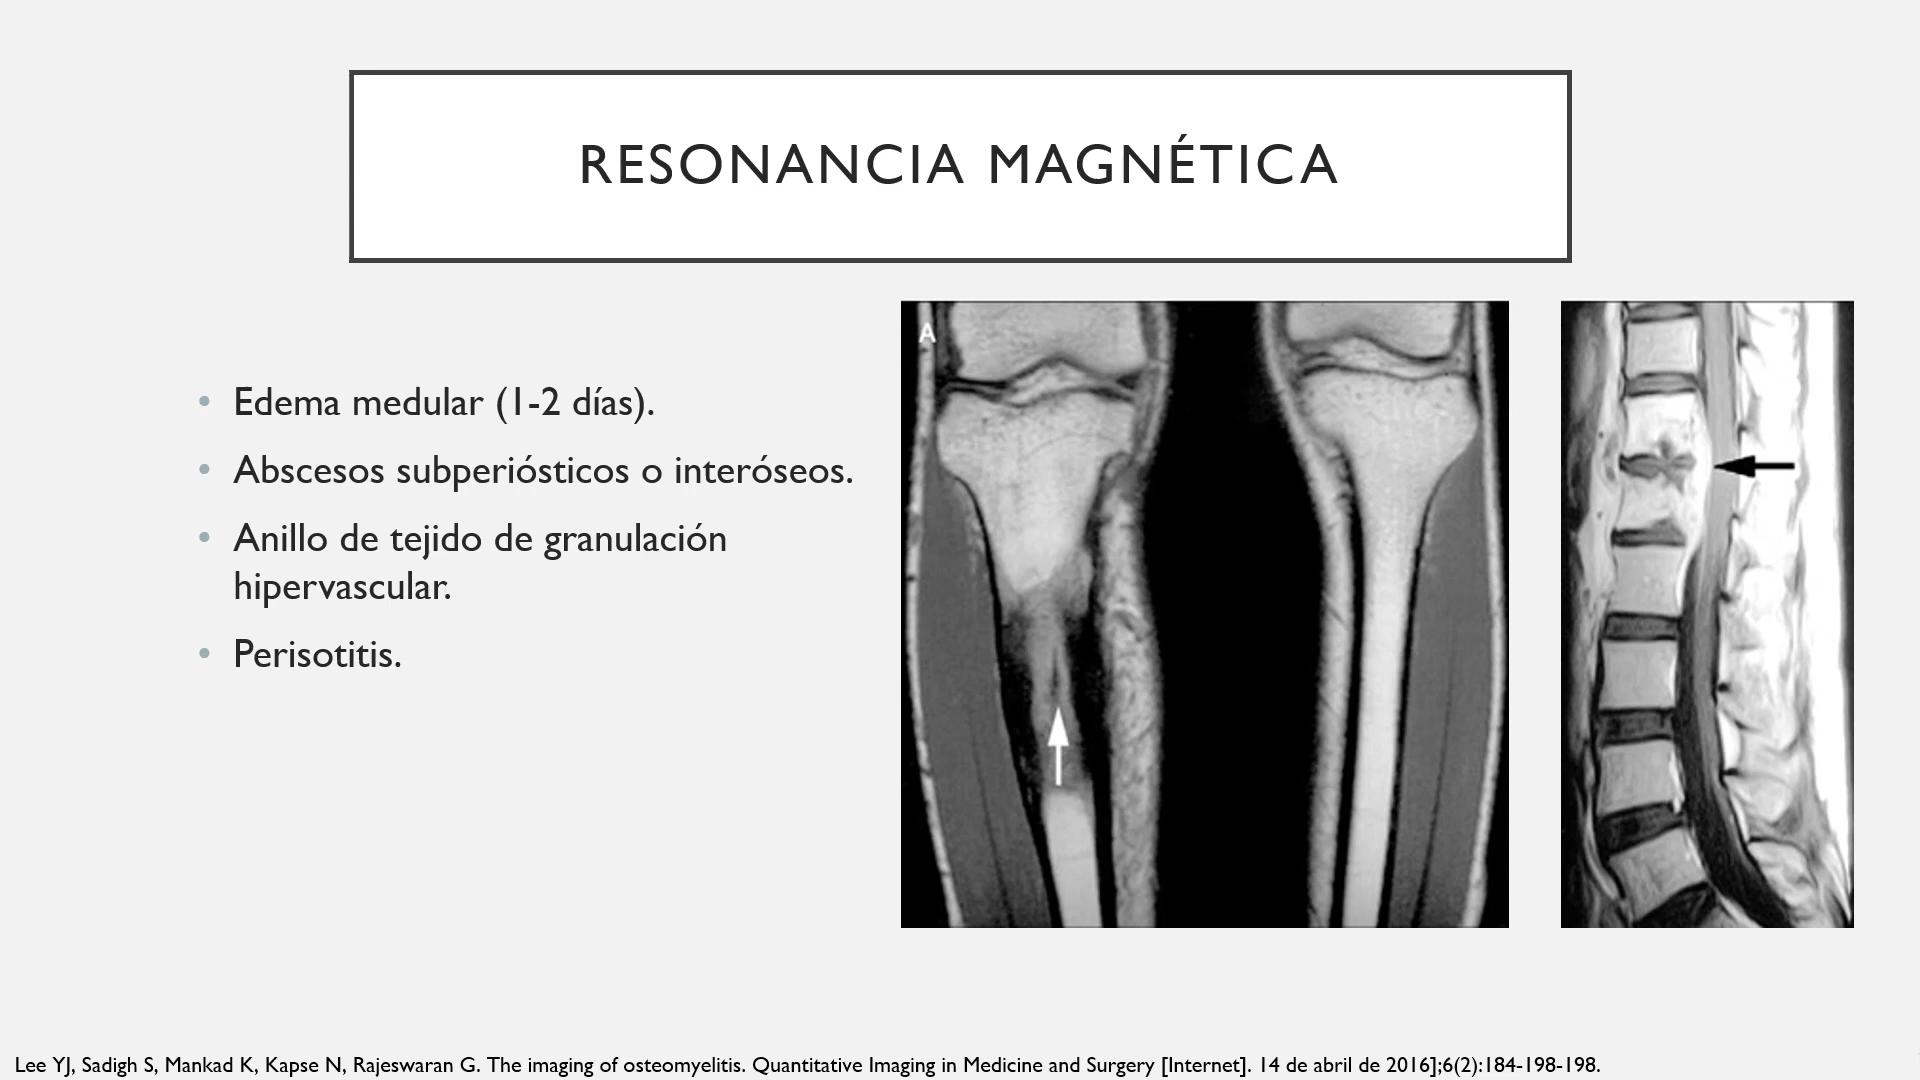 RESONANCIA MAGNÉTICA
• Edema medular (1-2 días).
• Abscesos subperiósticos o interóseos.
• Anillo de tejido de granulación
hipervascular.
• Perisotitis.
A
Lee YJ, Sadigh S, Mankad K, Kapse N, Rajeswaran G. The imaging of osteomyelitis. Quantitative Imaging in Medicine and Surgery [Internet]. 14 de abril de 2016];6(2):184-198-198.